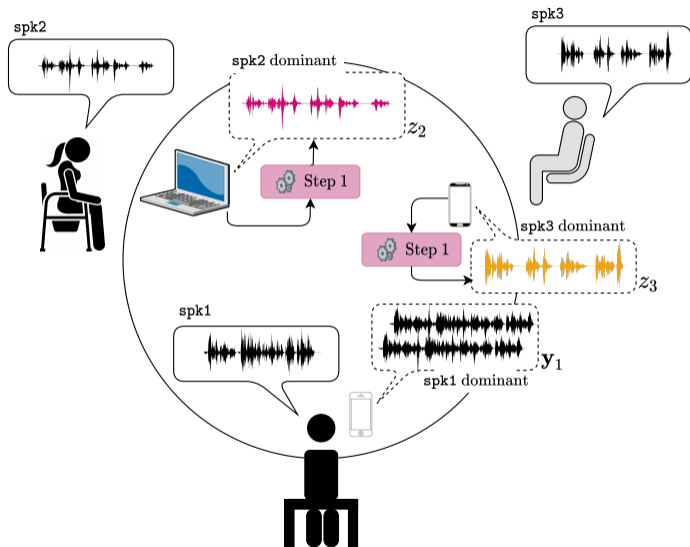 spk2
spk3
spk2 dominant
z₂
Step 1
spk3 dominant
Step 1
z₃
spk1
y₁
spk1 dominant